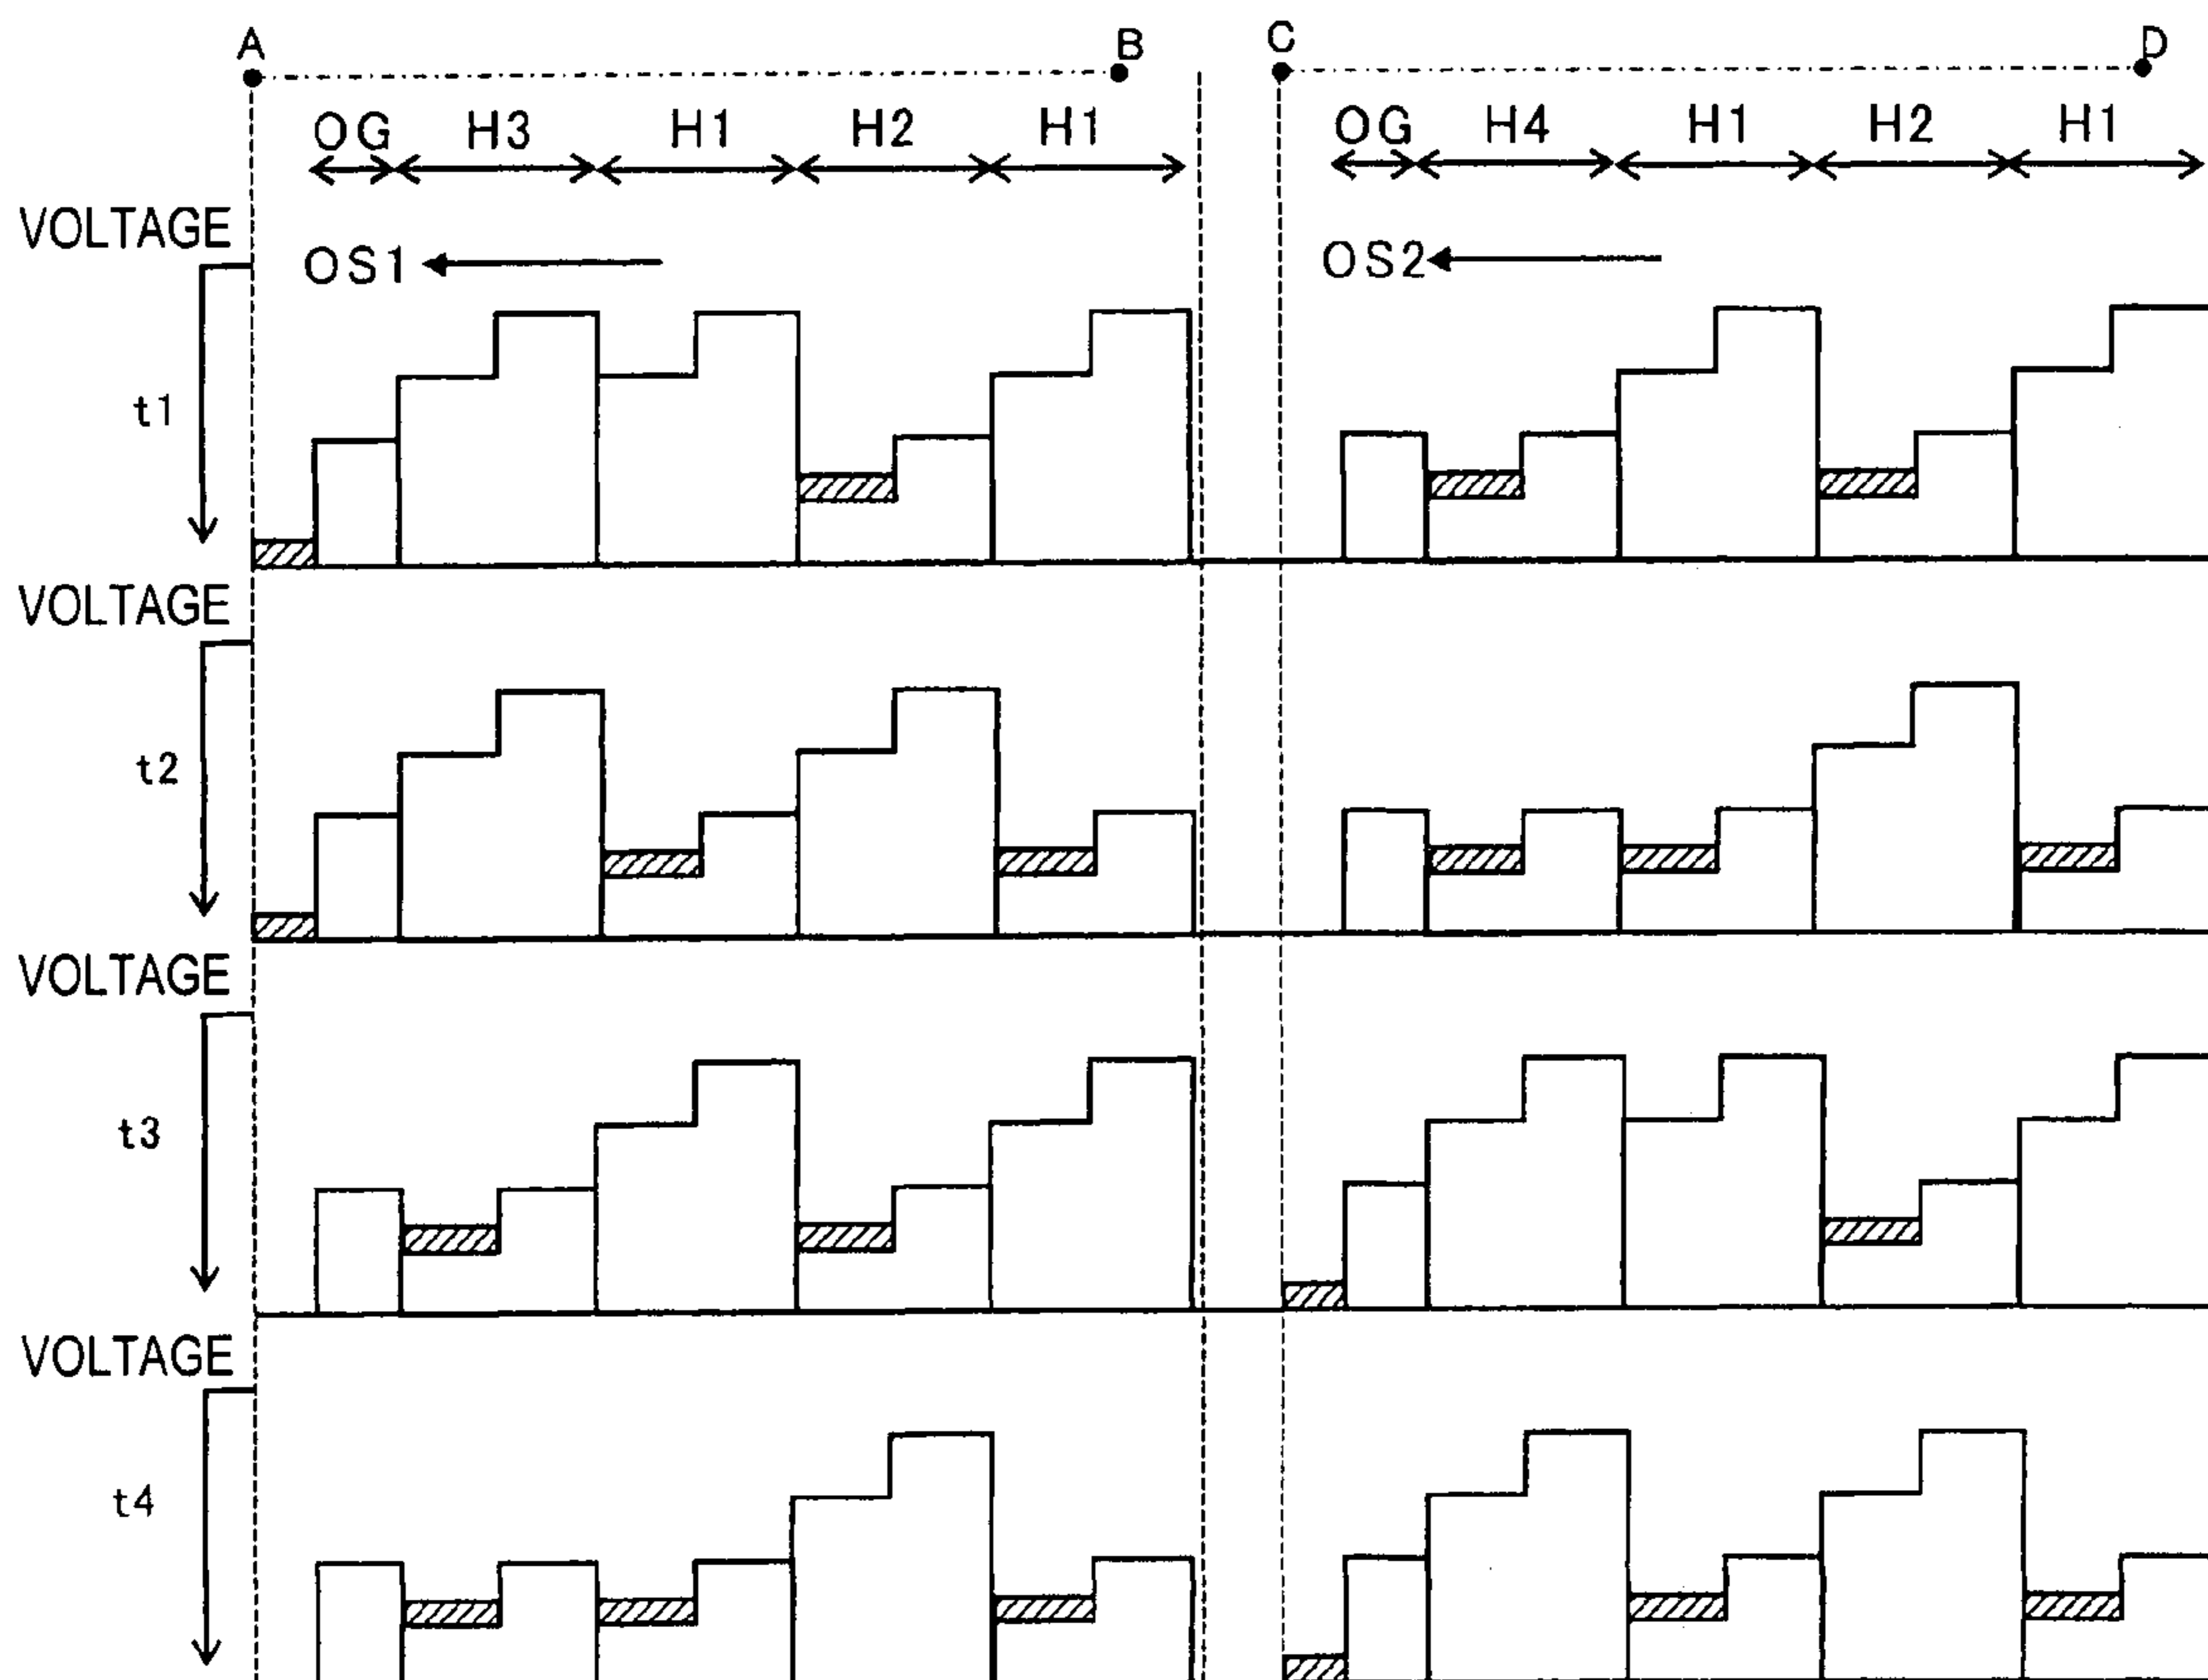 A B C D
OG H3 H1 H2 H1 OG H4 H1 H2 H1
VOLTAGE
OS1 OS2
t1
VOLTAGE
t2
VOLTAGE
t3
VOLTAGE
t4